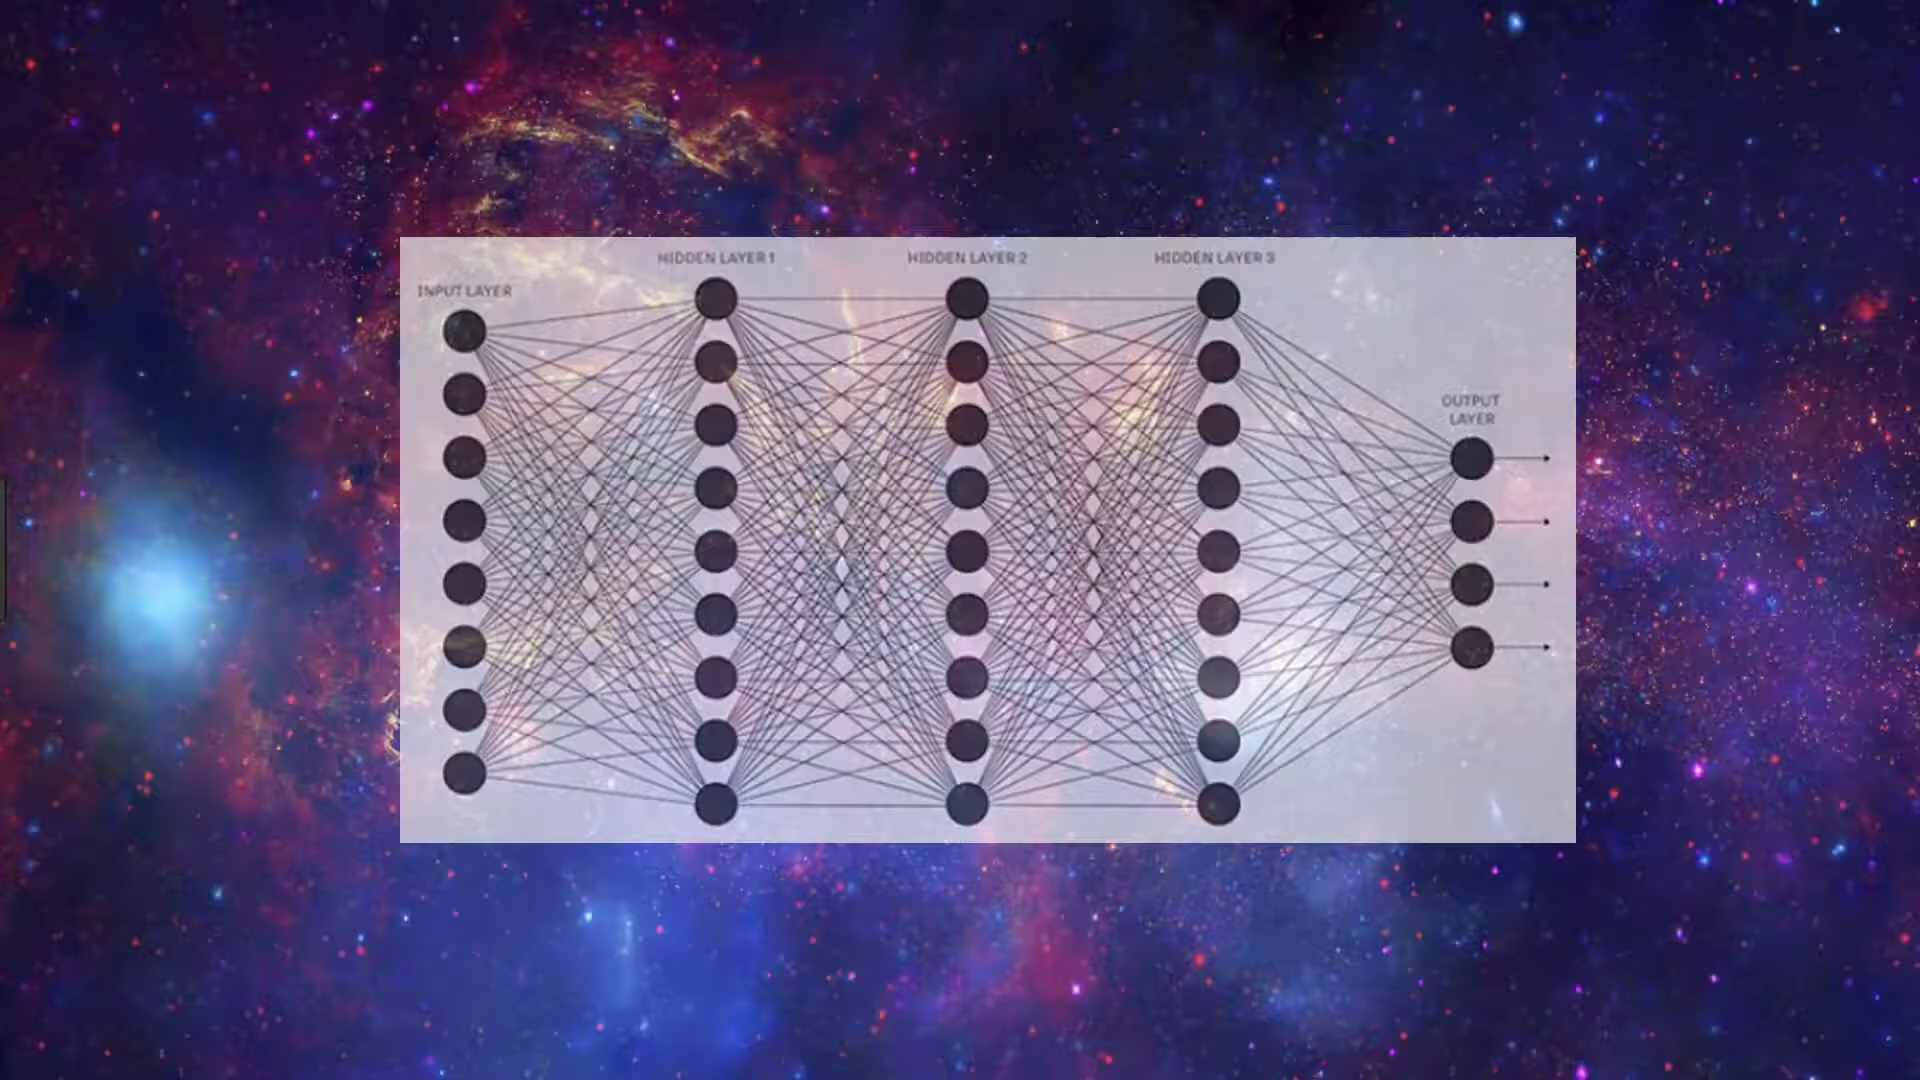 INPUT LAYER
HIDDEN LAYER 1
HIDDEN LAYER 2
HIDDEN LAYER 3
OUTPUT
LAYER